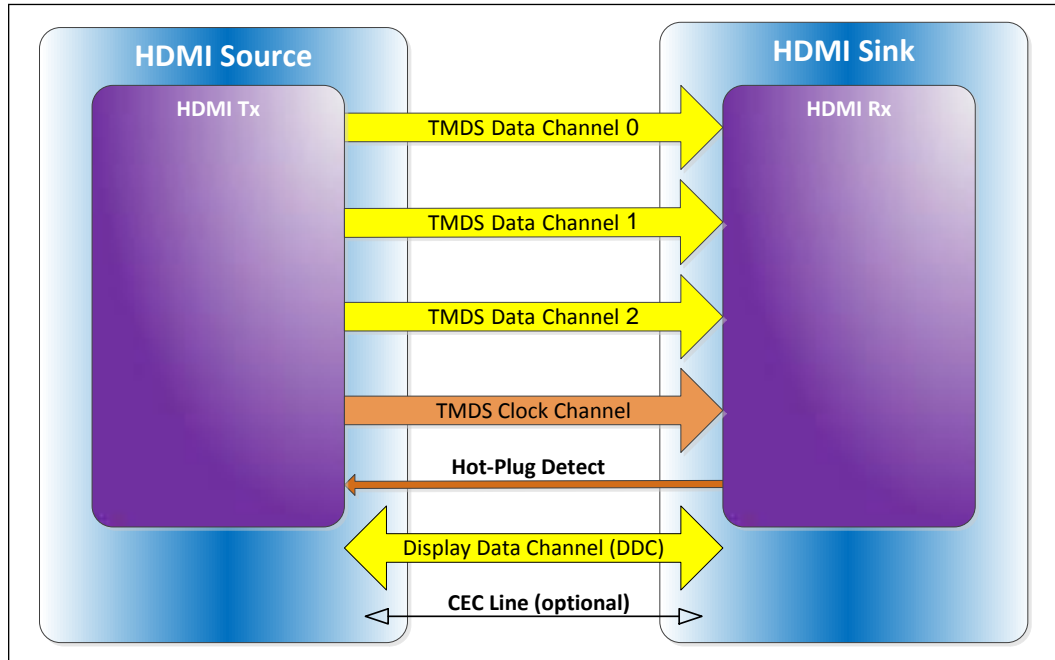 HDMI Source
HDMI Sink
HDMI Tx
HDMI Rx
TMDS Data Channel 0
TMDS Data Channel 1
TMDS Data Channel 2
TMDS Clock Channel
Hot-Plug Detect
Display Data Channel (DDC)
CEC Line (optional)